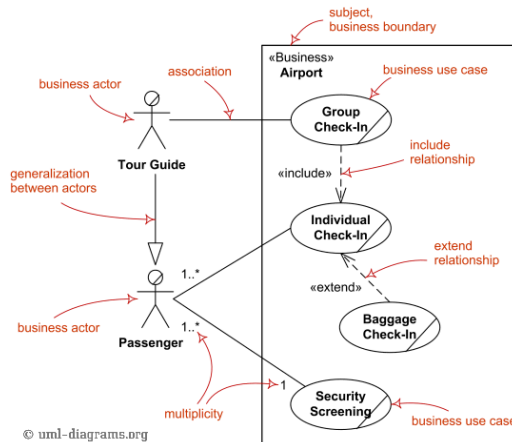 subject,
business boundary
«Business»
Airport
business use case
association
business actor
Group
Check-In
Tour Guide
include
relationship
«include»
generalization
between actors
Individual
Check-In
1..*
extend
relationship
«extend»
business actor
Passenger
1..*
Baggage
Check-In
multiplicity
1
Security
Screening
business use case
© uml-diagrams.org